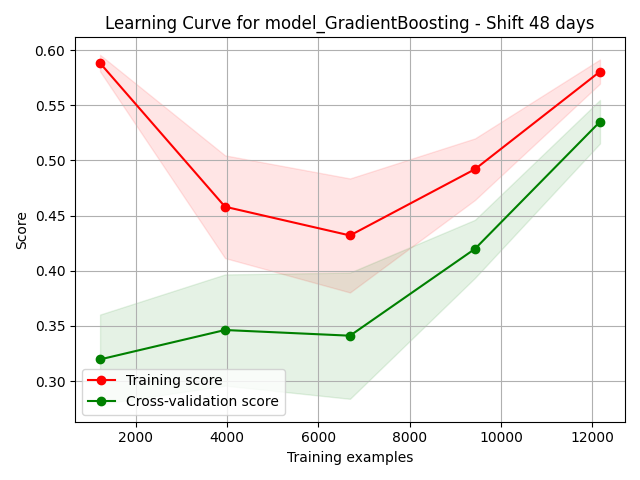 Learning Curve for model_GradientBoosting - Shift 48 days
Score
0.60
0.55
0.50
0.45
0.40
0.35
0.30
Training score
Cross-validation score
2000 4000 6000 8000 10000 12000
Training examples